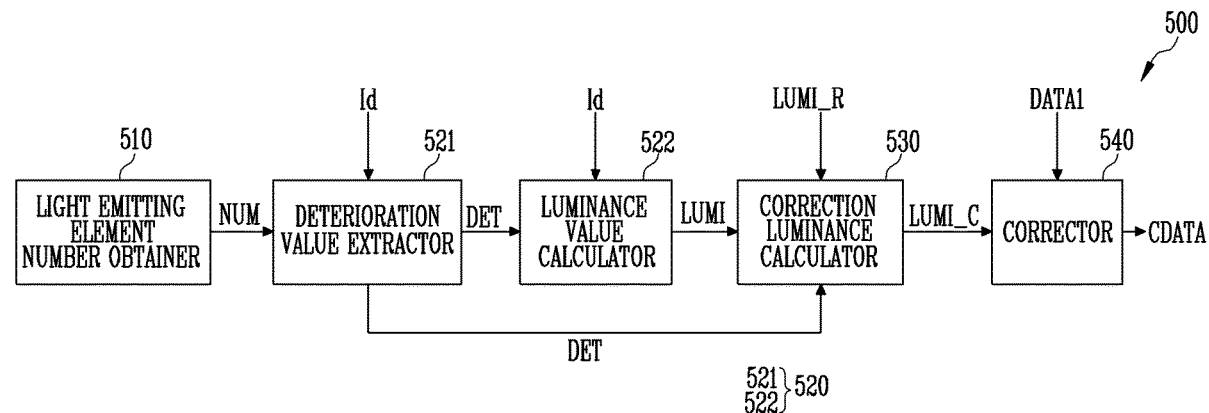 500
Id
Id
LUMI_R
DATA1
510
521
522
530
540
LIGHT EMITTING
ELEMENT
NUMBER OBTAINER
NUM
DETERIORATION
VALUE EXTRACTOR
DET
LUMINANCE
VALUE
CALCULATOR
LUMI
CORRECTION
LUMINANCE
CALCULATOR
LUMI_C
CORRECTOR
CDATA
DET
521
522
520